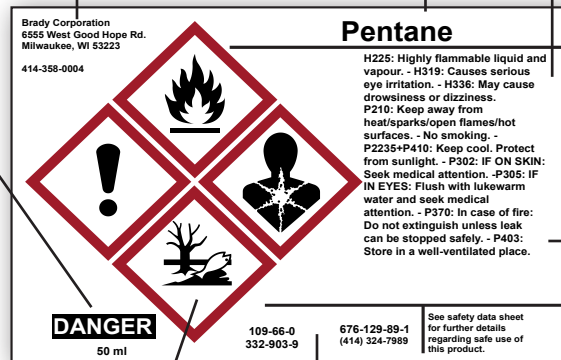 Brady Corporation
6555 West Good Hope Rd.
Milwaukee, WI 53223
414-358-0004
Pentane
H225: Highly flammable liquid and
vapour. - H319: Causes serious
eye irritation. - H336: May cause
drowsiness or dizziness.
P210: Keep away from
heat/sparks/open flames/hot
surfaces. - No smoking. -
P2235+P410: Keep cool. Protect
from sunlight. - P302: IF ON SKIN:
Seek medical attention. -P305: IF
IN EYES: Flush with lukewarm
water and seek medical
attention. - P370: In case of fire:
Do not extinguish unless leak
can be stopped safely. - P403:
Store in a well-ventilated place.
DANGER
50 ml
109-66-0
332-903-9
676-129-89-1
(414) 324-7989
See safety data sheet
for further details
regarding safe use of
this product.